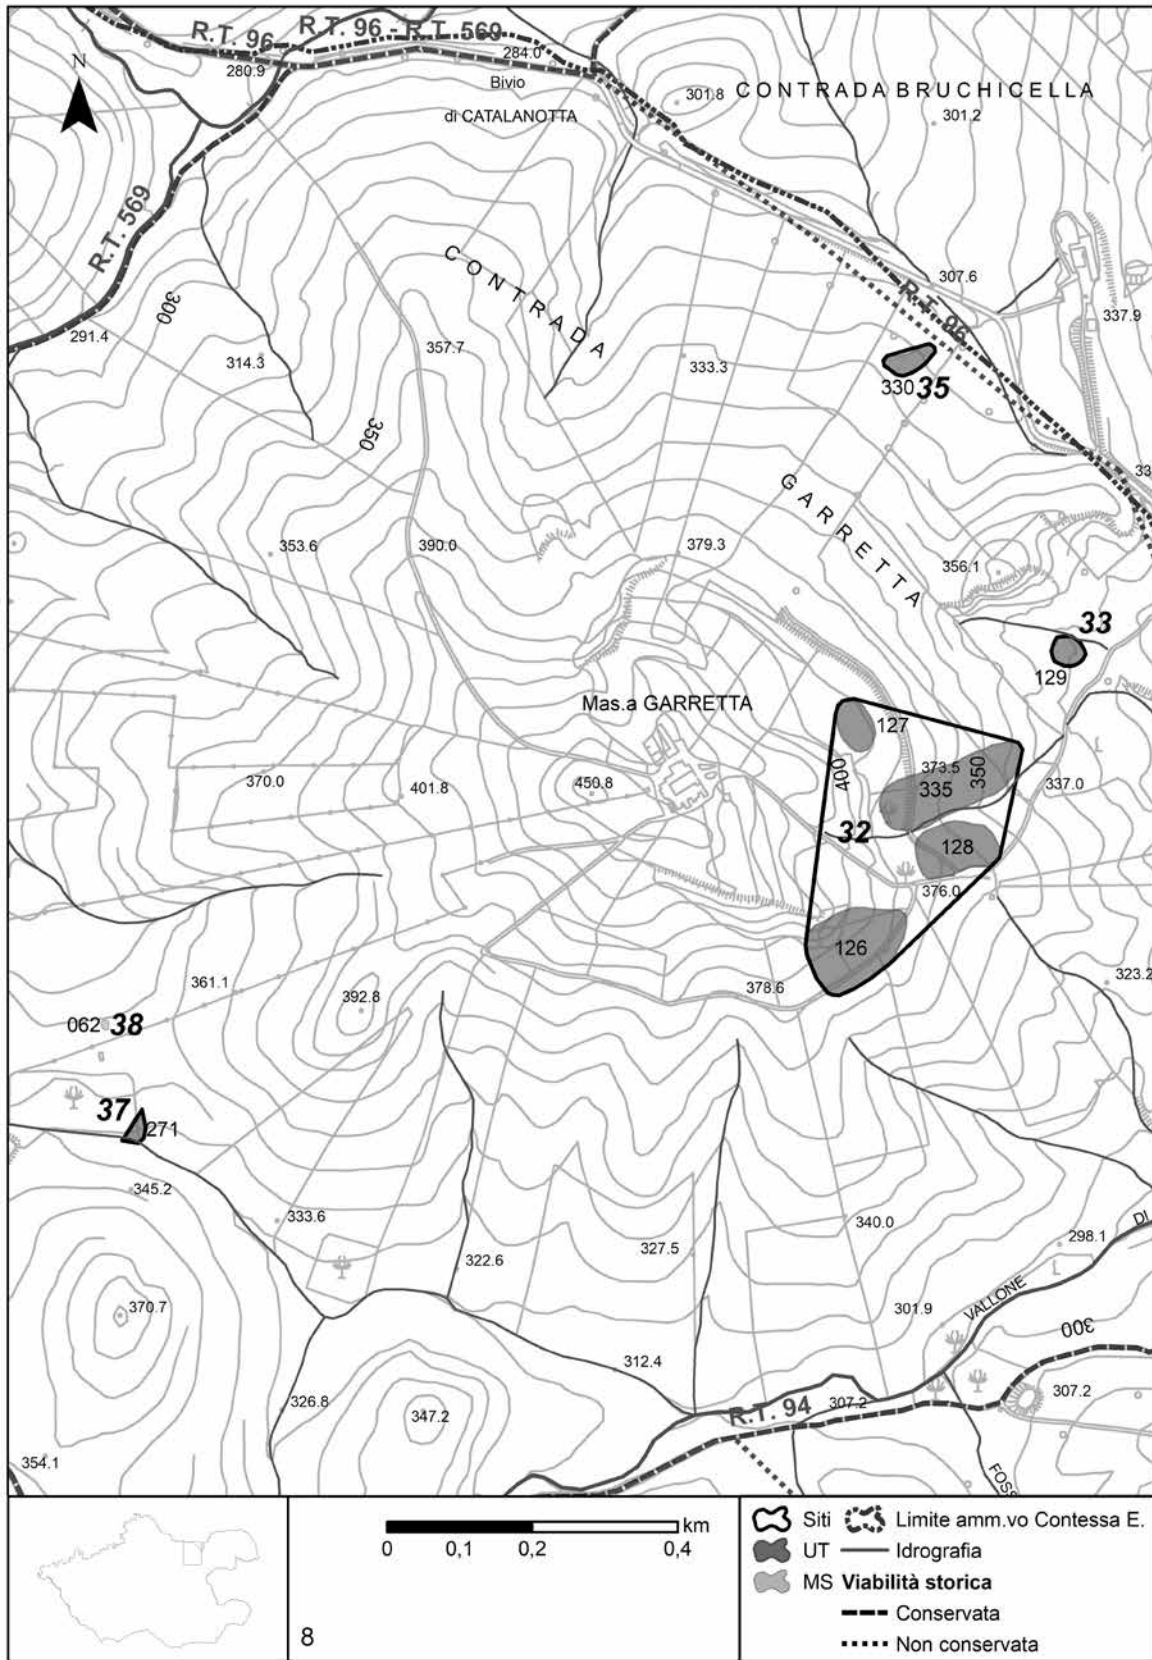 R.T. 96
R.T. 96 - R.T. 569
N
280.9
284.0
Bivio
di CATALANOTTA
301.8
CONTRADA BRUCHICELLA
301.2
R.T. 569
CONTRADA
300
291.4
314.3
357.7
333.3
307.6
R.T. 96
337.9
330
35
350
GARRETTA
353.6
390.0
379.3
356.1
33
129
Mas.a GARRETTA
127
400
373.5
350
335
337.0
370.0
401.8
450.8
32
128
376.0
126
361.1
392.8
378.6
323.2
062
38
37
271
345.2
333.6
322.6
327.5
340.0
298.1
DI
370.7
301.9
VALLONE
300
312.4
326.8
347.2
R.T. 94
307.2
307.2
354.1
FOSS
km
0
0,1
0,2
0,4
8
Siti
Limite amm.vo Contessa E.
UT
Idrografia
MS
Viabilità storica
Conservata
Non conservata